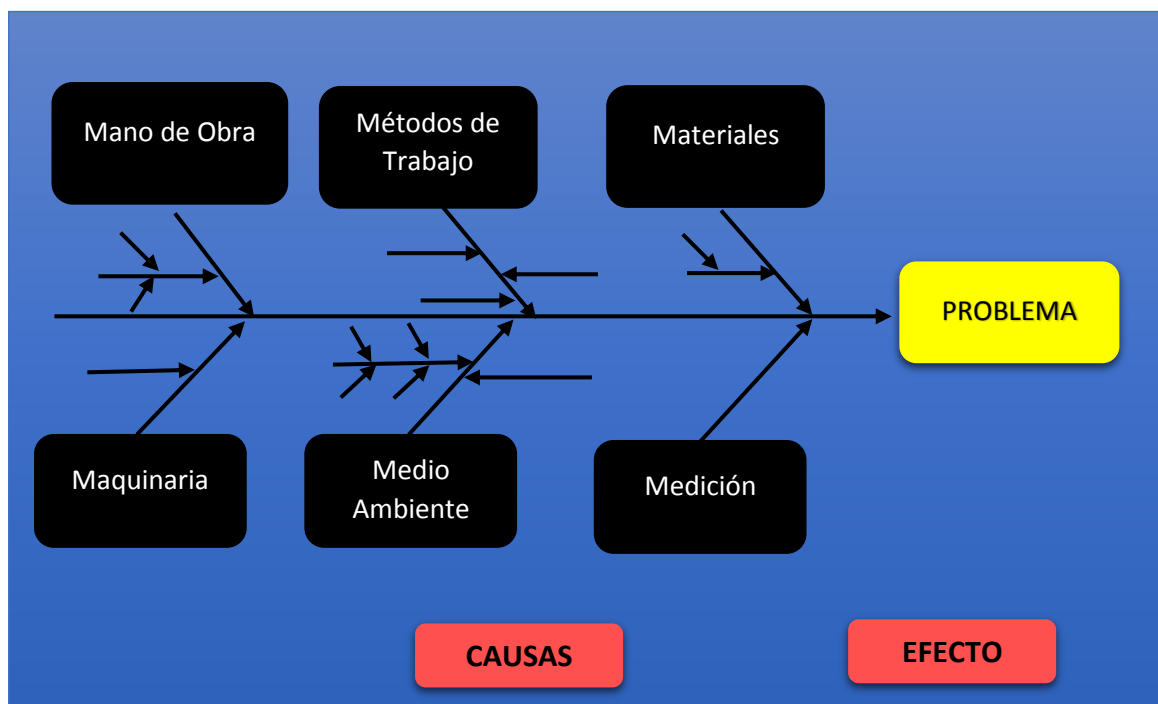 Mano de Obra
Métodos de
Trabajo
Materiales
PROBLEMA
Maquinaria
Medio
Ambiente
Medición
CAUSAS
EFECTO